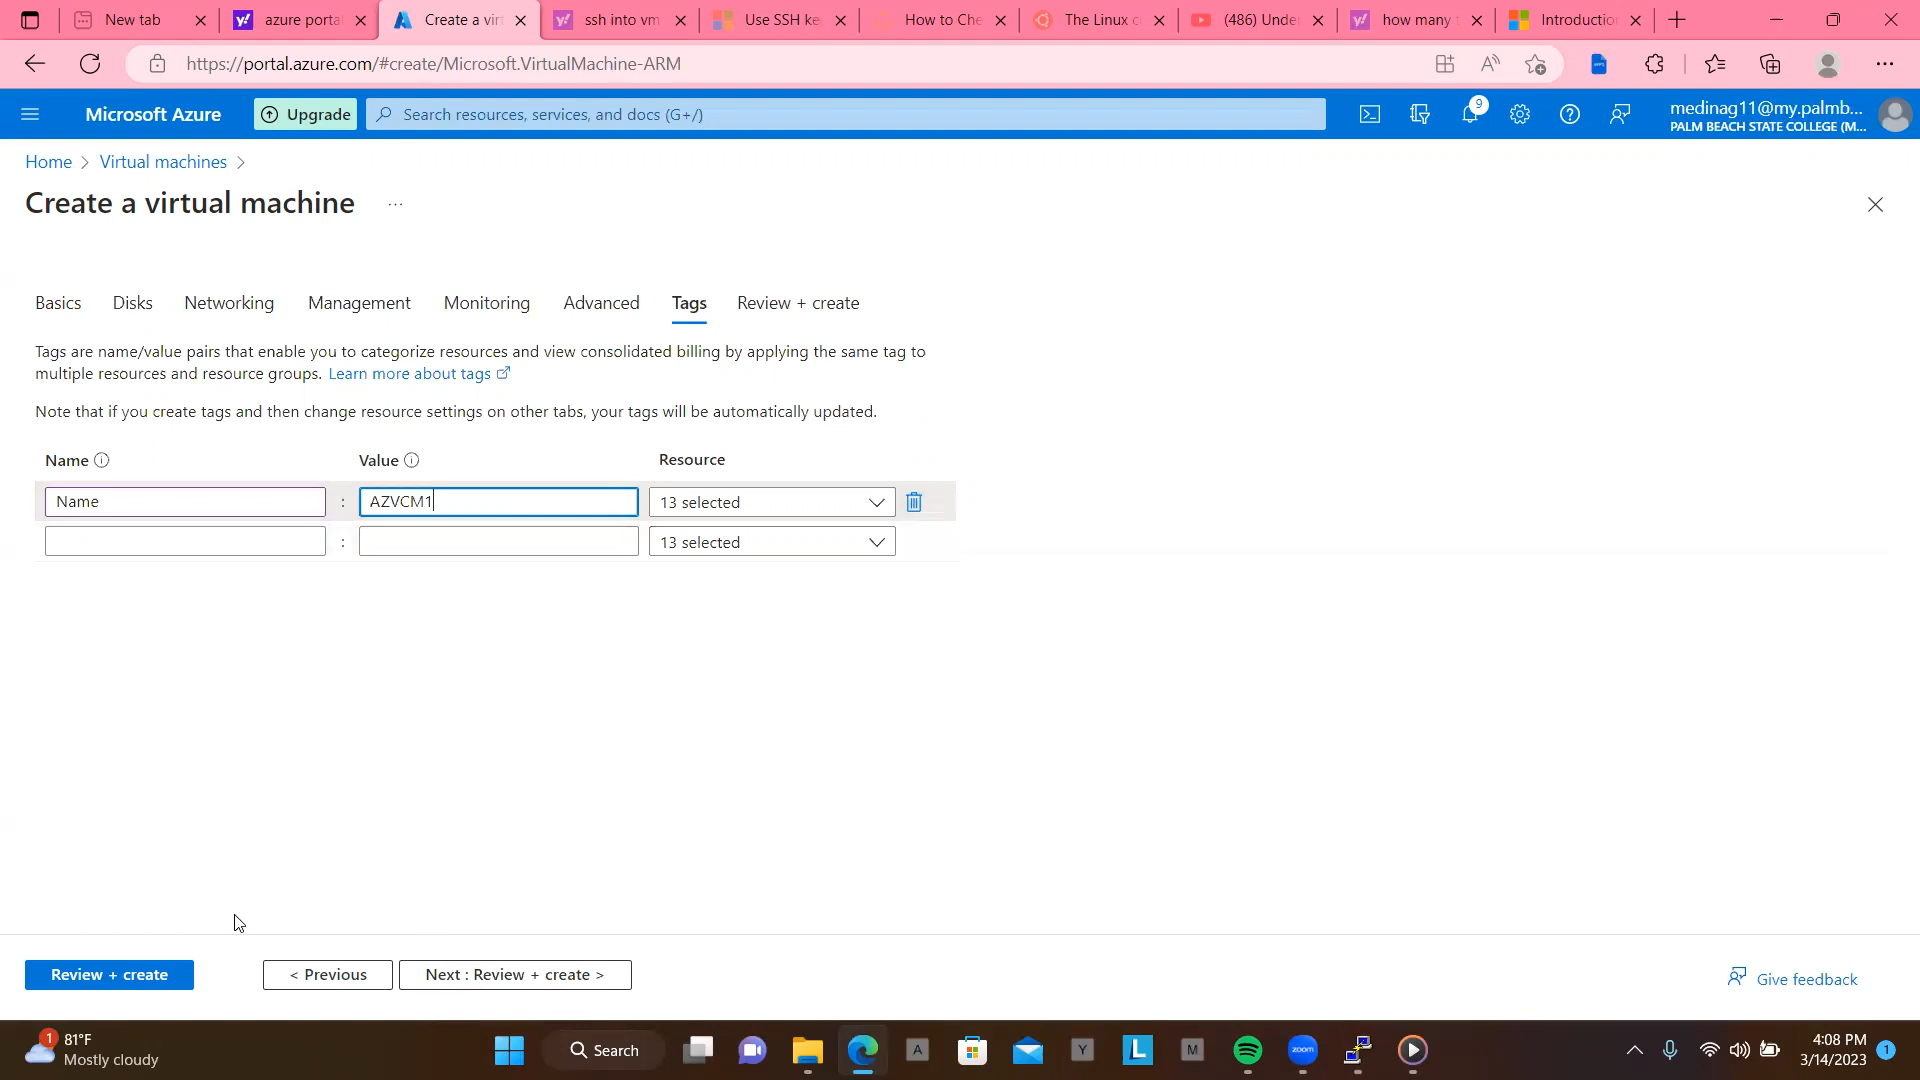 New tab
azure porta
Create a vir
ssh into vm
Use SSH ke
How to Che
The Linux c
(486) Unde
how many
Introductio
https://portal.azure.com/#create/Microsoft.VirtualMachine-ARM
Microsoft Azure
Upgrade
Search resources, services, and docs (G+/)
9
medinag11@my.palmb...
PALM BEACH STATE COLLEGE (M...
Home > Virtual machines >
Create a virtual machine ...
Basics Disks Networking Management Monitoring Advanced Tags Review + create
Tags are name/value pairs that enable you to categorize resources and view consolidated billing by applying the same tag to
multiple resources and resource groups. Learn more about tags
Note that if you create tags and then change resource settings on other tabs, your tags will be automatically updated.
Name Value Resource
Name : AZVCM1 13 selected
: 13 selected
Review + create
< Previous
Next : Review + create >
Give feedback
1
81°F
Mostly cloudy
Search
A
Y
L
M
zoom
4:08 PM
3/14/2023
1